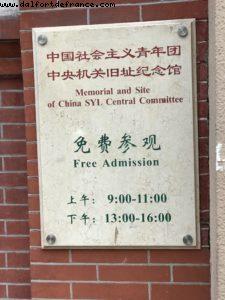 www.dalfortdefrance.com
中国社会主义青年团
中央机关旧址纪念馆
Memorial and Site
of China SYL Central Committee
免费参观
Free Admission
上午: 9:00-11:00
下午: 13:00-16:00